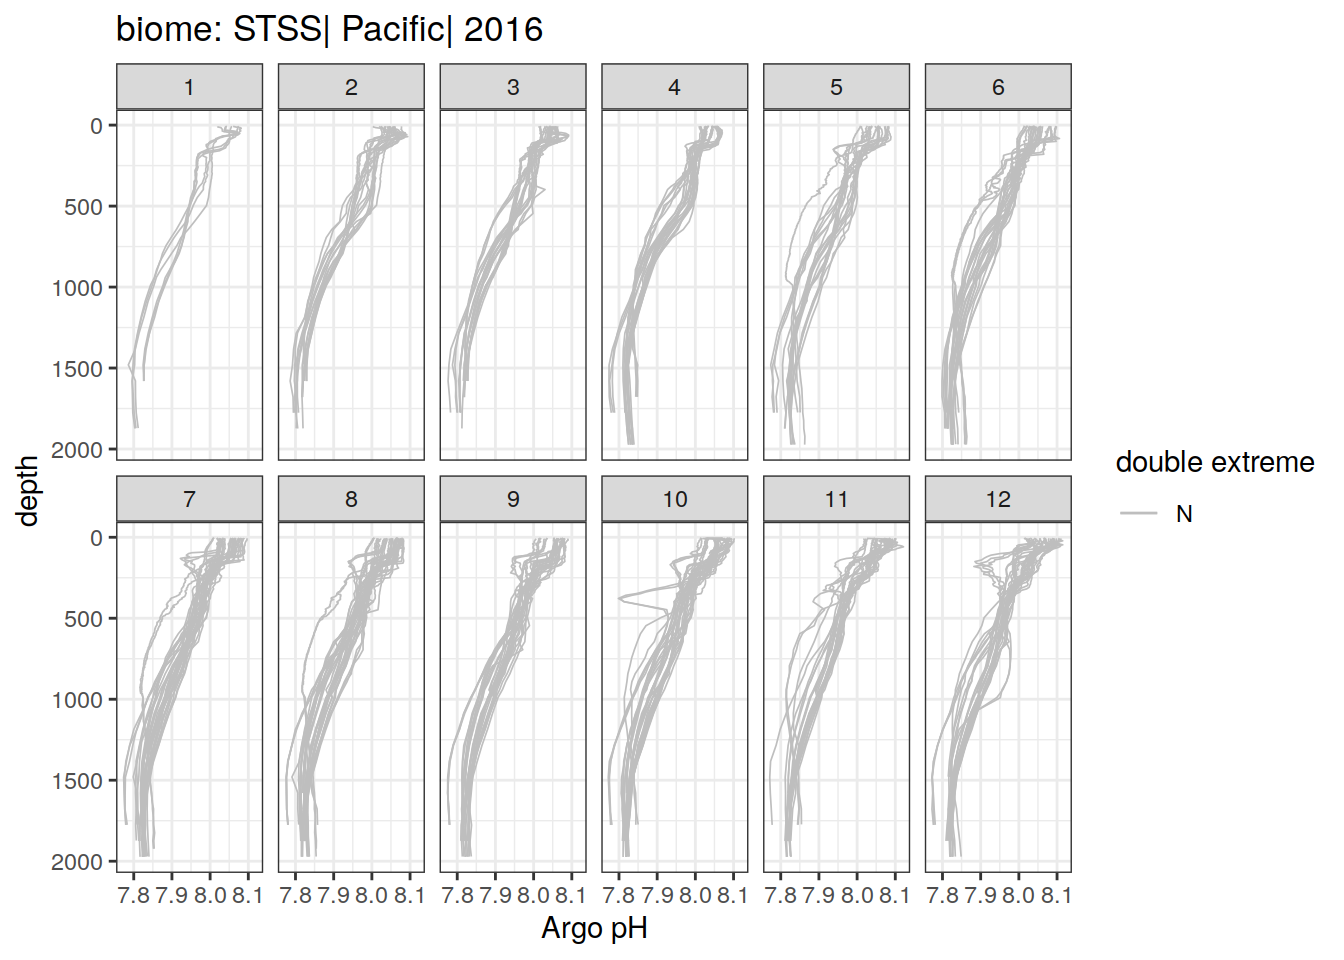 biome: STSS| Pacific| 2016
1 2 3 4 5 6
0
500
1000
1500
2000
depth
7 8 9 10 11 12
0
500
1000
1500
2000
7.8 7.9 8.0 8.1 7.8 7.9 8.0 8.1 7.8 7.9 8.0 8.1 7.8 7.9 8.0 8.1 7.8 7.9 8.0 8.1 7.8 7.9 8.0 8.1
Argo pH
double extreme
N